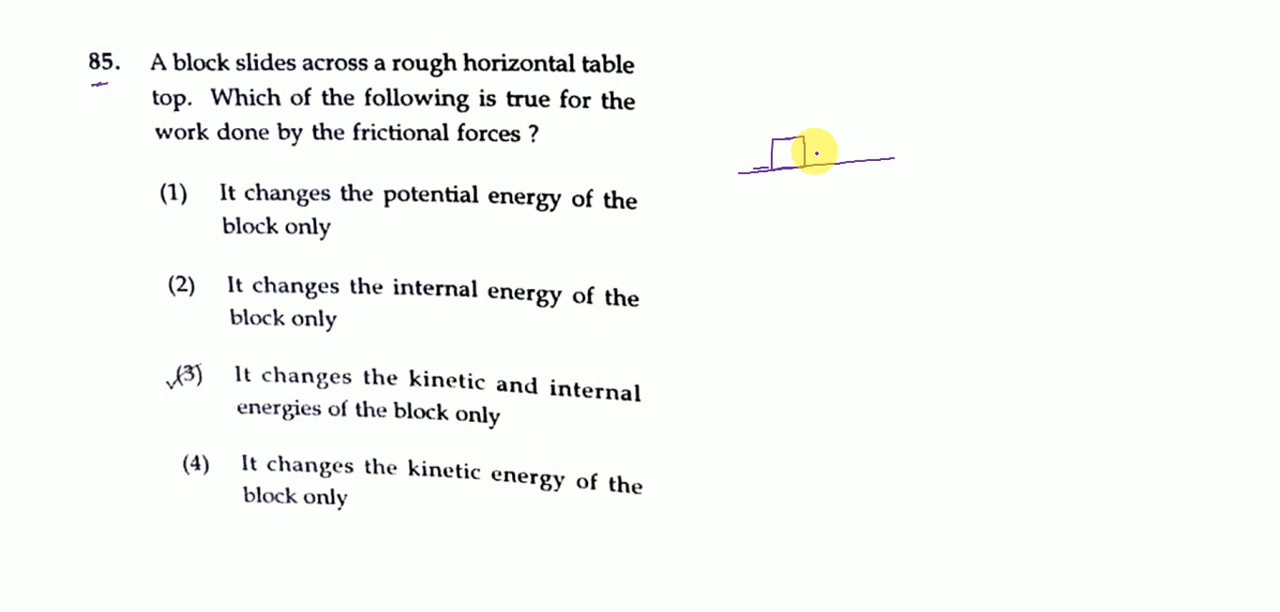 85. A block slides across a rough horizontal table
top. Which of the following is true for the
work done by the frictional forces ?
(1) It changes the potential energy of the
block only
(2) It changes the internal energy of the
block only
(3) It changes the kinetic and internal
energies of the block only
(4) It changes the kinetic energy of the
block only